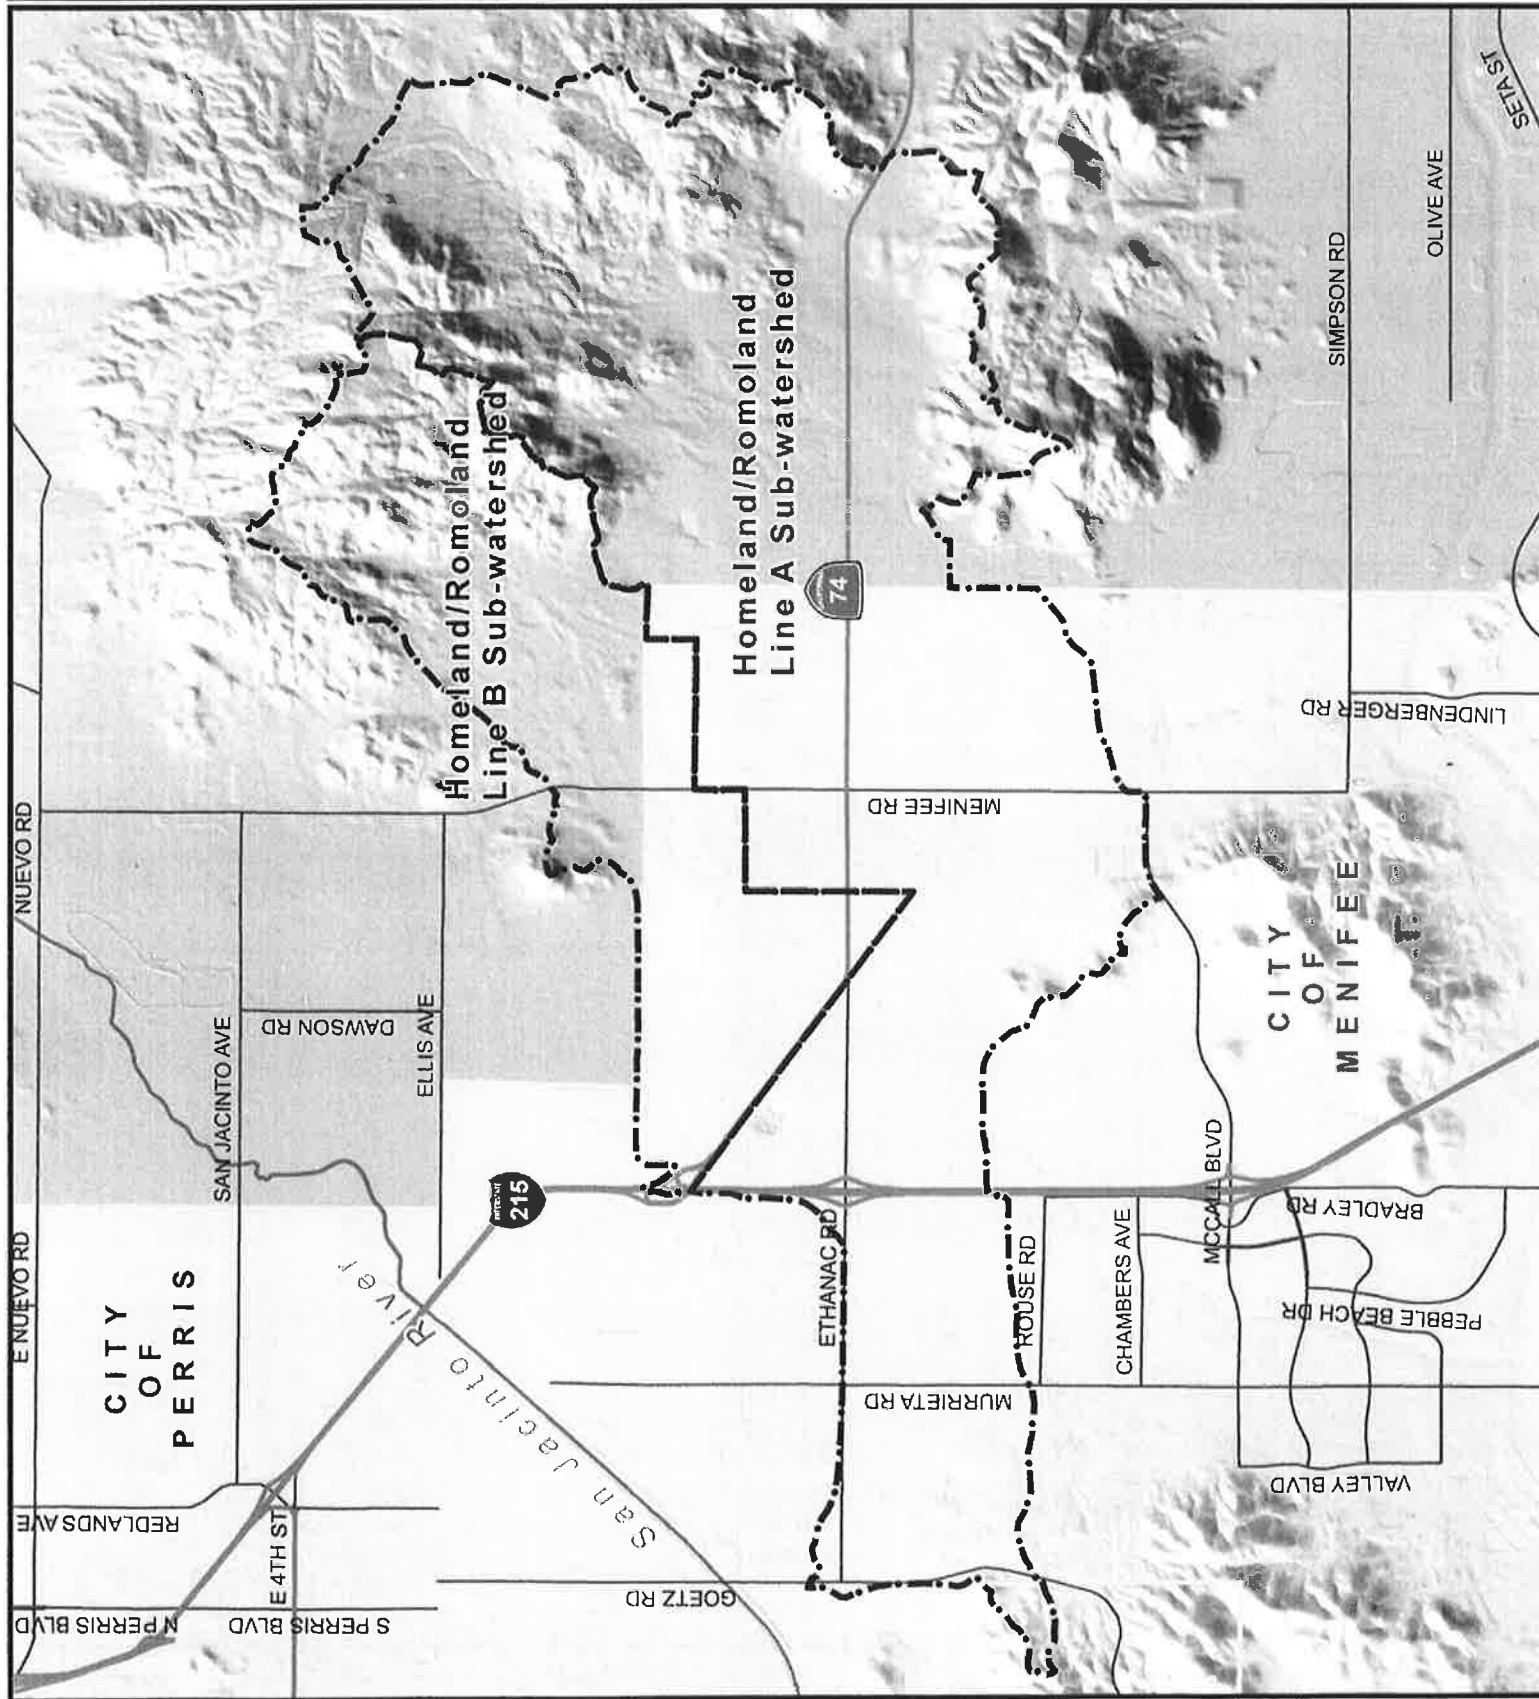 NUEVO RD
E NUEVO RD
SAN JACINTO AVE
DAWSON RD
ELLIS AVE
CITY
OF
PERRIS
REDLANDS AVE
E 4TH ST
N PERRIS BLVD
S PERRIS BLVD
San Jacinto River
INTERSTATE
215
GOETZ RD
MURRIETA RD
ETHANAC RD
ROUSE RD
CHAMBERS AVE
MCCALL BLVD
BRADLEY RD
PEBBLE BEACH DR
VALLEY BLVD
CITY
OF
MENIFEE
MENIFEE RD
LINDENBERGER RD
SIMPSON RD
OLIVE AVE
SETA ST
74
Homeland/Romoland
Line A Sub-watershed
Homeland/Romoland
Line B Sub-watershed